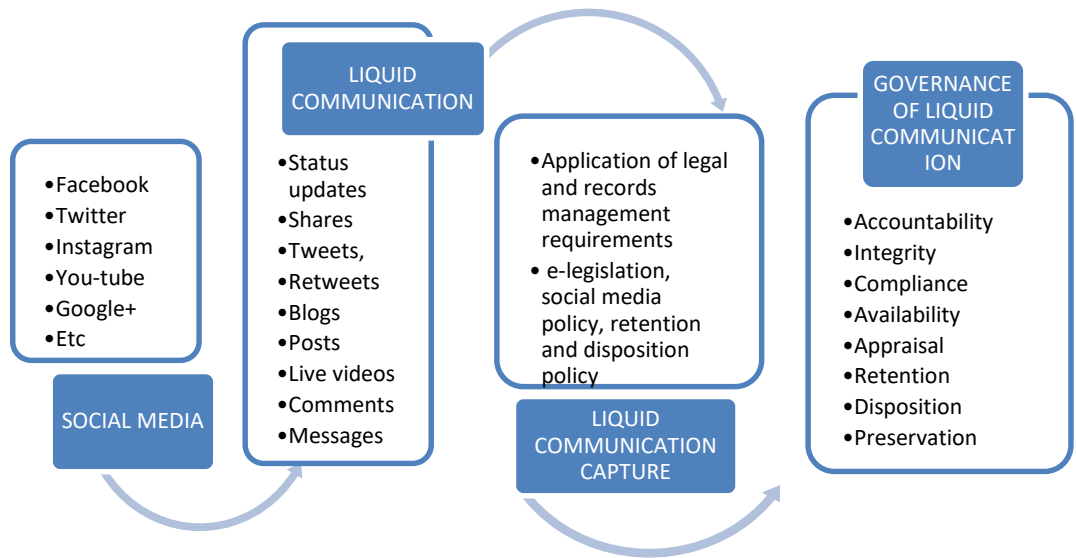 •Facebook
•Twitter
•Instagram
•You-tube
•Google+
•Etc
SOCIAL MEDIA
LIQUID
COMMUNICATION
•Status
updates
•Shares
•Tweets,
•Retweets
•Blogs
•Posts
•Live videos
•Comments
•Messages
•Application of legal
and records
management
requirements
• e-legislation,
social media
policy, retention
and disposition
policy
LIQUID
COMMUNICATION
CAPTURE
GOVERNANCE
OF LIQUID
COMMUNICAT
ION
•Accountability
•Integrity
•Compliance
•Availability
•Appraisal
•Retention
•Disposition
•Preservation